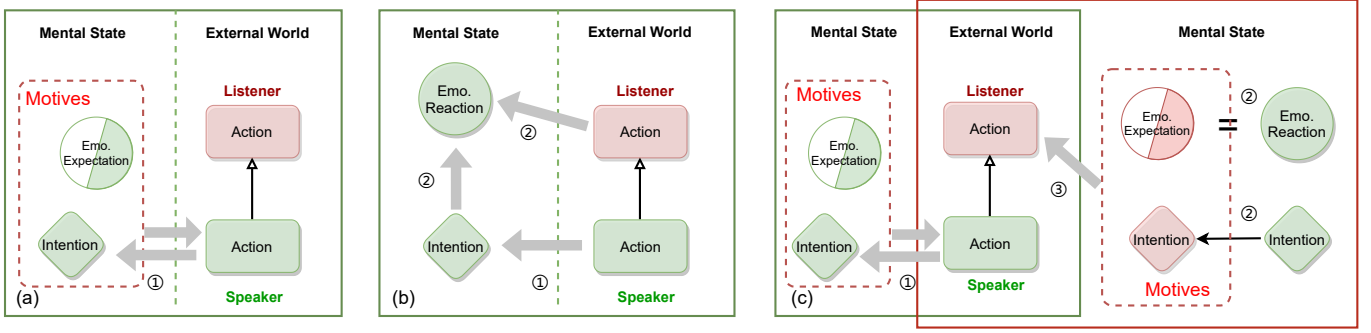 Mental State
External World
Motives
Listener
Action
Emo.
Expectation
Intention
Action
①
Speaker
(a)
Mental State
External World
Emo.
Reaction
Listener
Action
②
②
Intention
Action
①
Speaker
(b)
Mental State
External World
Mental State
Motives
Listener
Action
Emo.
Expectation
Emo.
Expectation
②
=
Emo.
Reaction
③
Intention
Action
②
Intention
Intention
①
Speaker
Motives
(c)